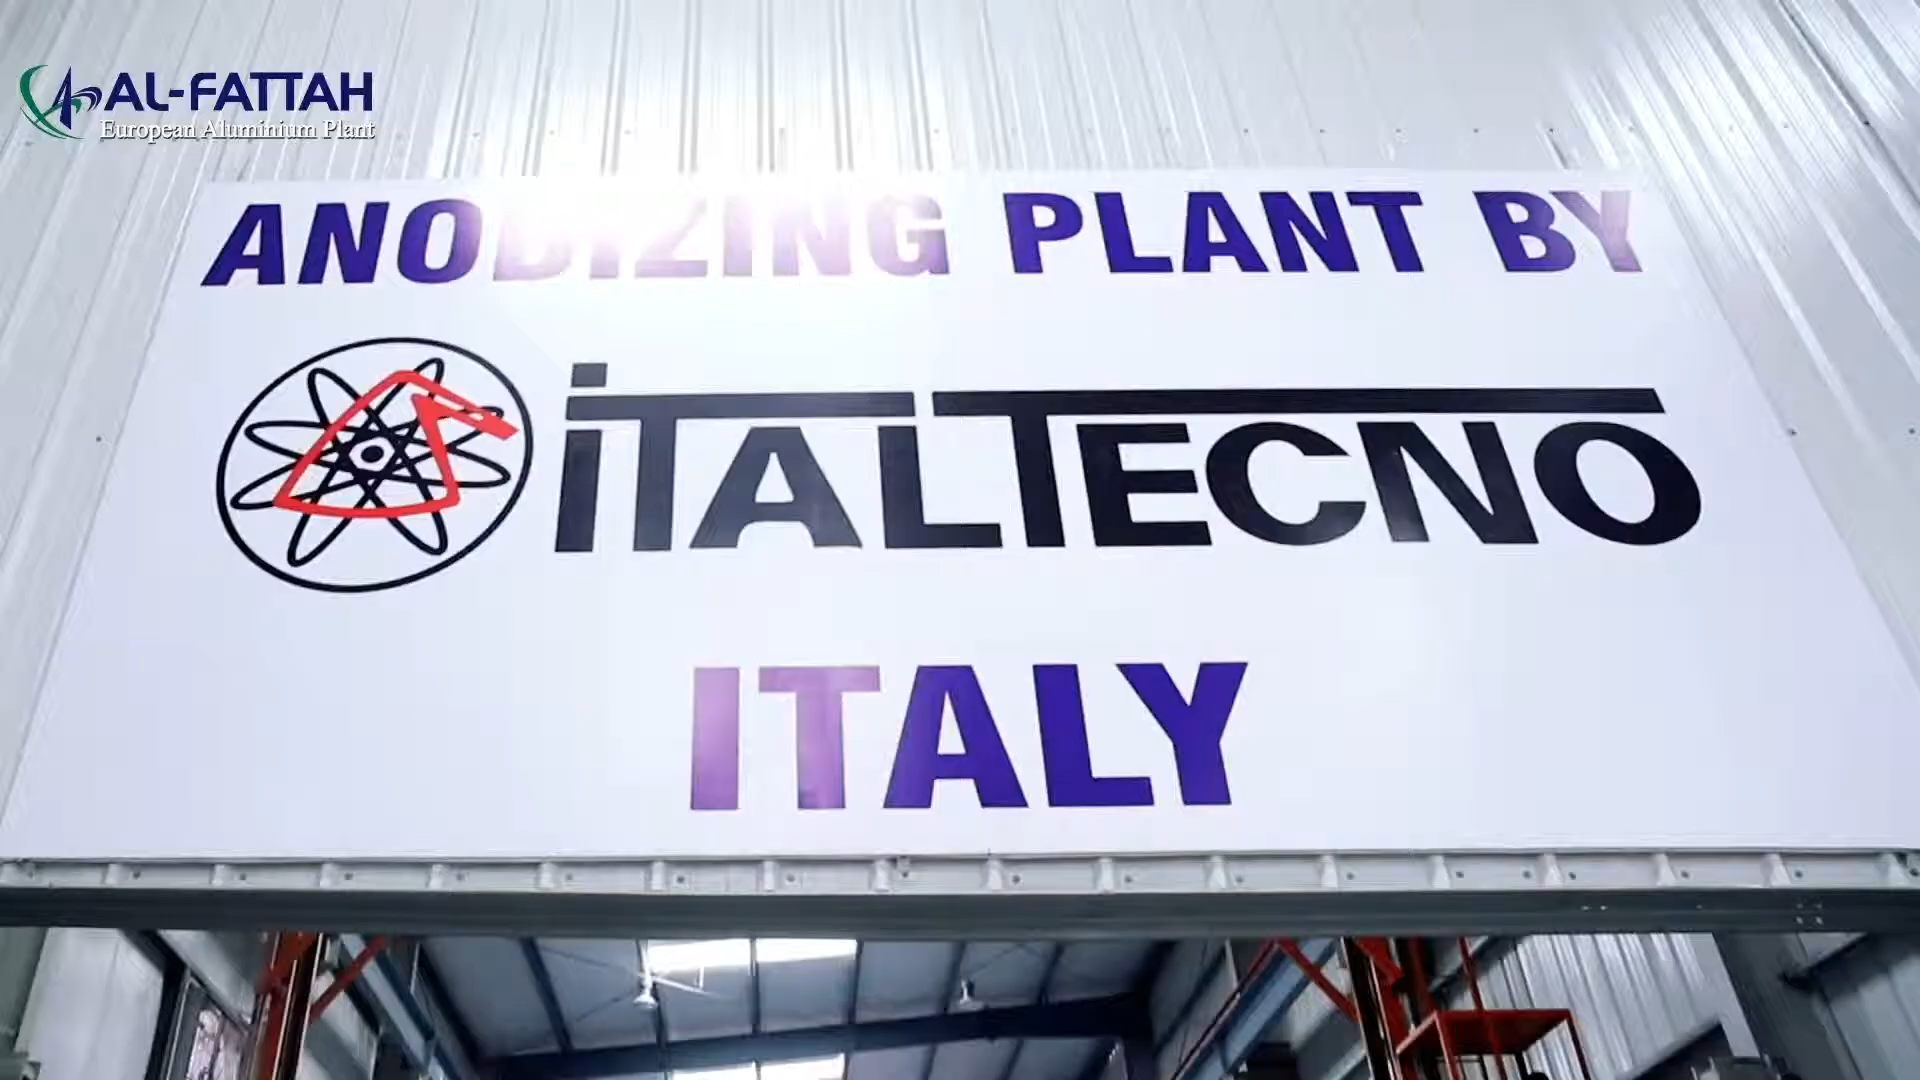 AL-FATTAH
European Aluminium Plant
ANODIZING PLANT BY
iTALTECNO
ITALY